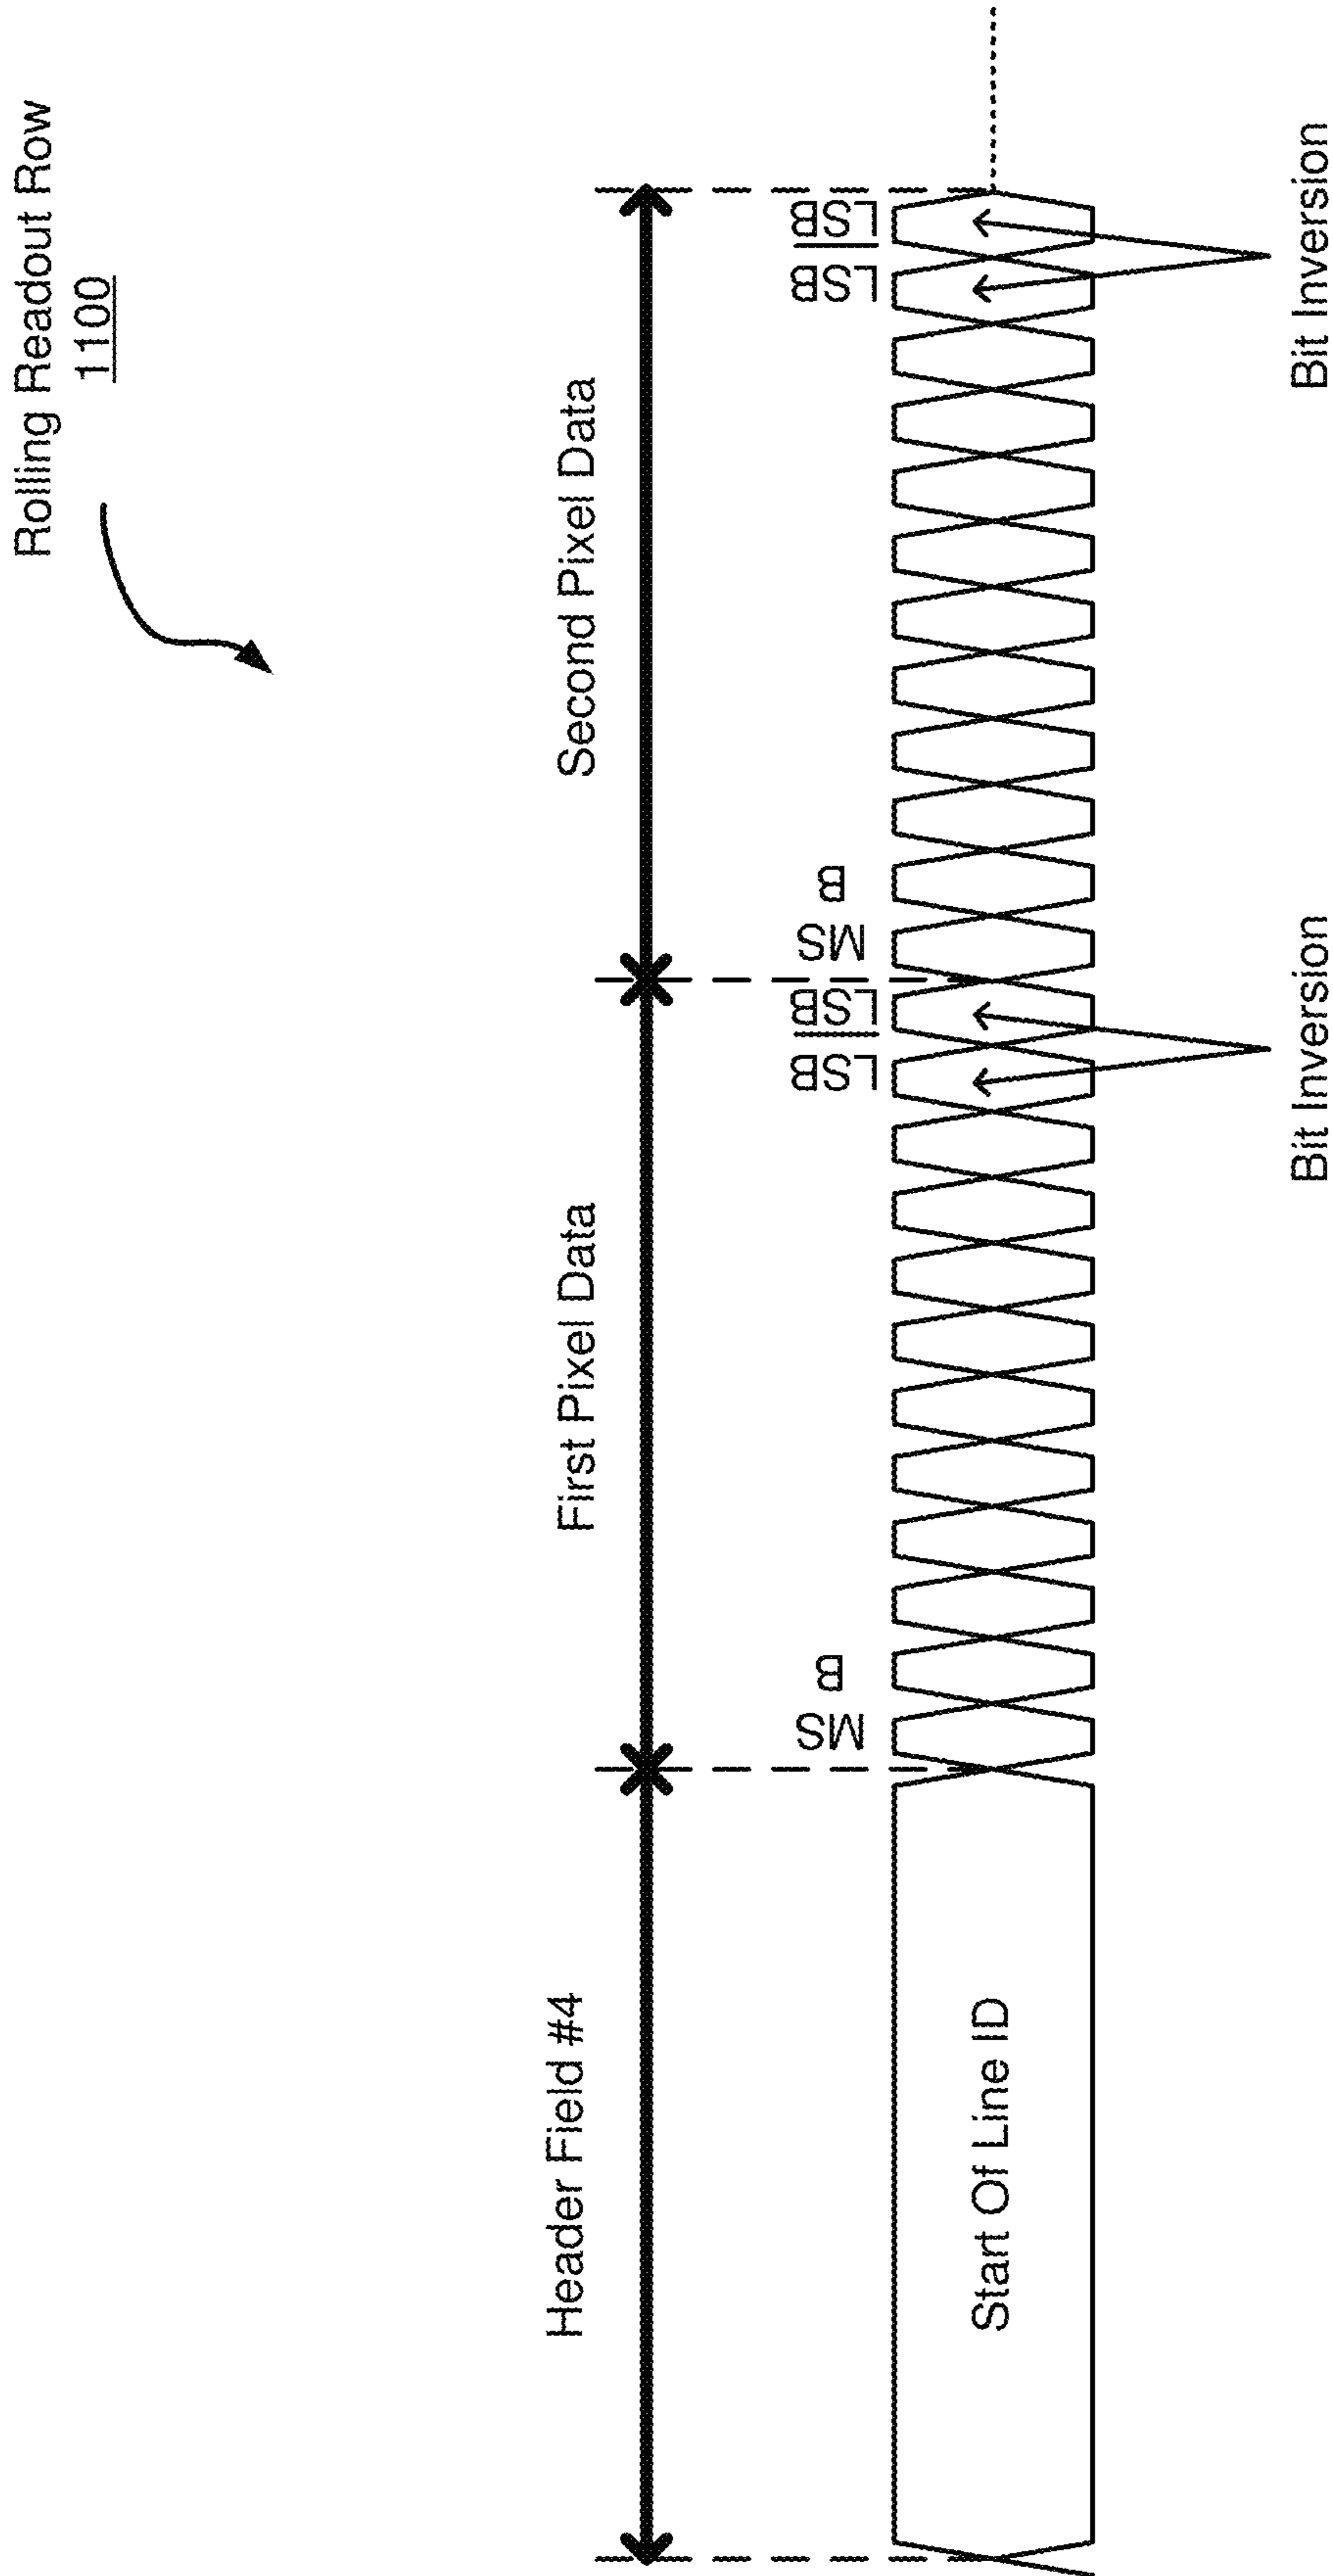 Rolling Readout Row
1100
Header Field #4
First Pixel Data
Second Pixel Data
MS
B
LSB
LSB
MS
B
LSB
LSB
Start Of Line ID
Bit Inversion
Bit Inversion